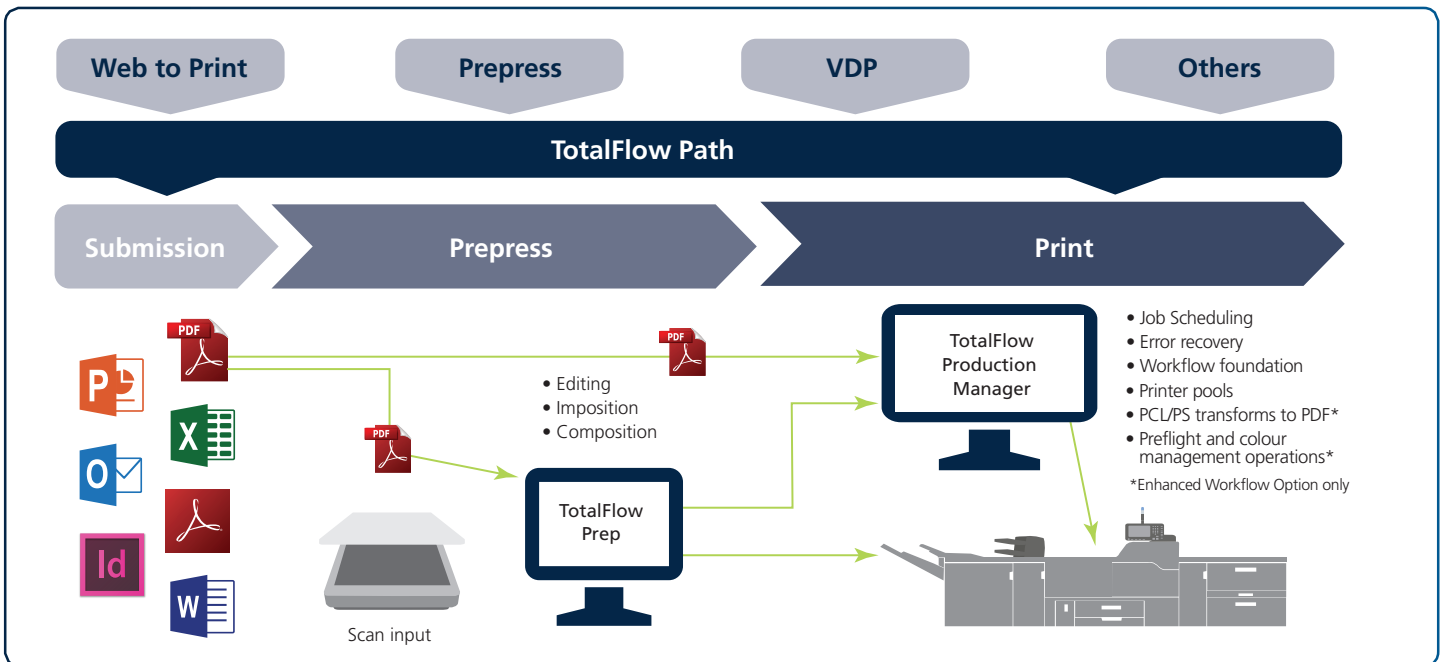 Web to Print
Prepress
VDP
Others
TotalFlow Path
Submission
Prepress
Print
PDF
PDF
PDF
P
X
O
Id
W
Scan input
• Editing
• Imposition
• Composition
TotalFlow
Prep
TotalFlow
Production
Manager
• Job Scheduling
• Error recovery
• Workflow foundation
• Printer pools
• PCL/PS transforms to PDF*
• Preflight and colour
management operations*
*Enhanced Workflow Option only